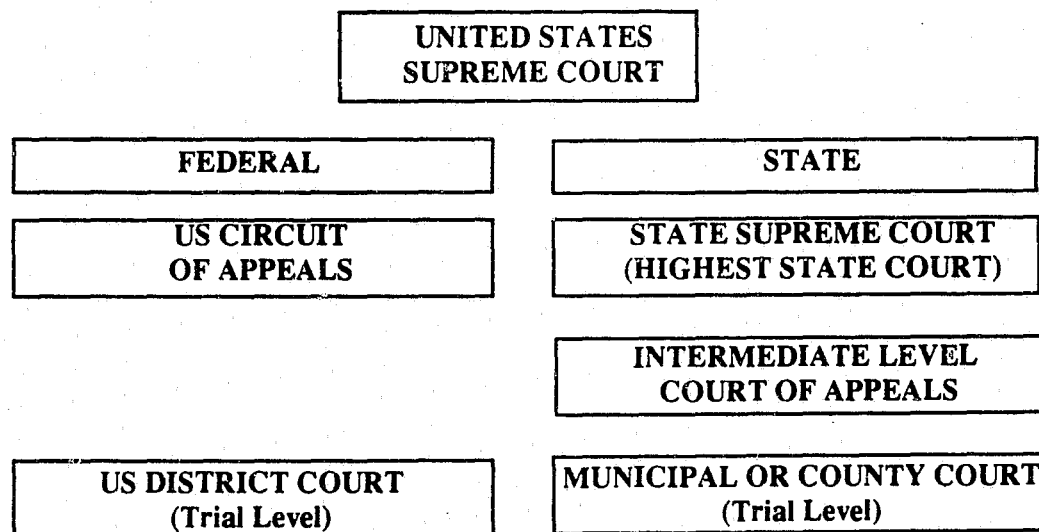 UNITED STATES
SUPREME COURT
FEDERAL
STATE
US CIRCUIT
OF APPEALS
STATE SUPREME COURT
(HIGHEST STATE COURT)
INTERMEDIATE LEVEL
COURT OF APPEALS
US DISTRICT COURT
(Trial Level)
MUNICIPAL OR COUNTY COURT
(Trial Level)